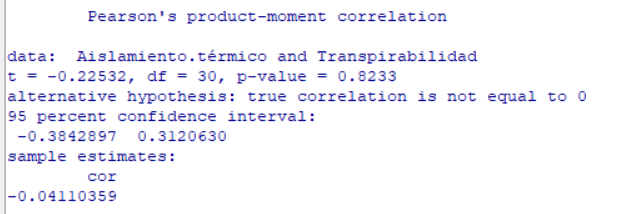 Pearson's product-moment correlation
data:  Aislamiento.térmico and Transpirabilidad
t = -0.22532, df = 30, p-value = 0.8233
alternative hypothesis: true correlation is not equal to 0
95 percent confidence interval:
-0.3842897  0.3120630
sample estimates:
cor
-0.04110359